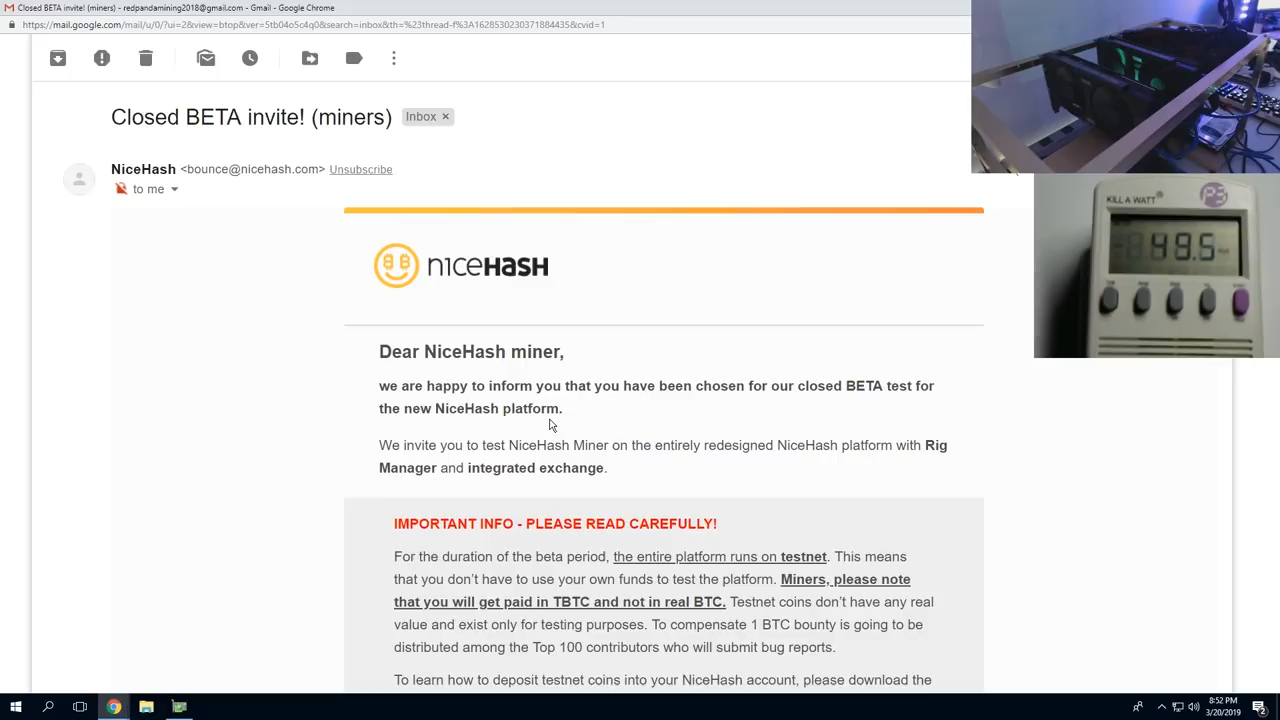 Closed BETA invite! (miners) - redpandamining2018@gmail.com - Gmail - Google Chrome
https://mail.google.com/mail/u/0/?ui=2&view=btop&ver=5tb04o5c4q0&search=inbox&th=%23thread-f%3A1628530230371884435&cvid=1
Closed BETA invite! (miners) Inbox ×
NiceHash <bounce@nicehash.com> Unsubscribe
to me
nıceHASH
Dear NiceHash miner,
we are happy to inform you that you have been chosen for our closed BETA test for
the new NiceHash platform.
We invite you to test NiceHash Miner on the entirely redesigned NiceHash platform with Rig
Manager and integrated exchange.
IMPORTANT INFO - PLEASE READ CAREFULLY!
For the duration of the beta period, the entire platform runs on testnet. This means
that you don’t have to use your own funds to test the platform. Miners, please note
that you will get paid in TBTC and not in real BTC. Testnet coins don’t have any real
value and exist only for testing purposes. To compensate 1 BTC bounty is going to be
distributed among the Top 100 contributors who will submit bug reports.
To learn how to deposit testnet coins into your NiceHash account, please download the
KILL A WATT® P3
48.5
8:52 PM
3/20/2019
2